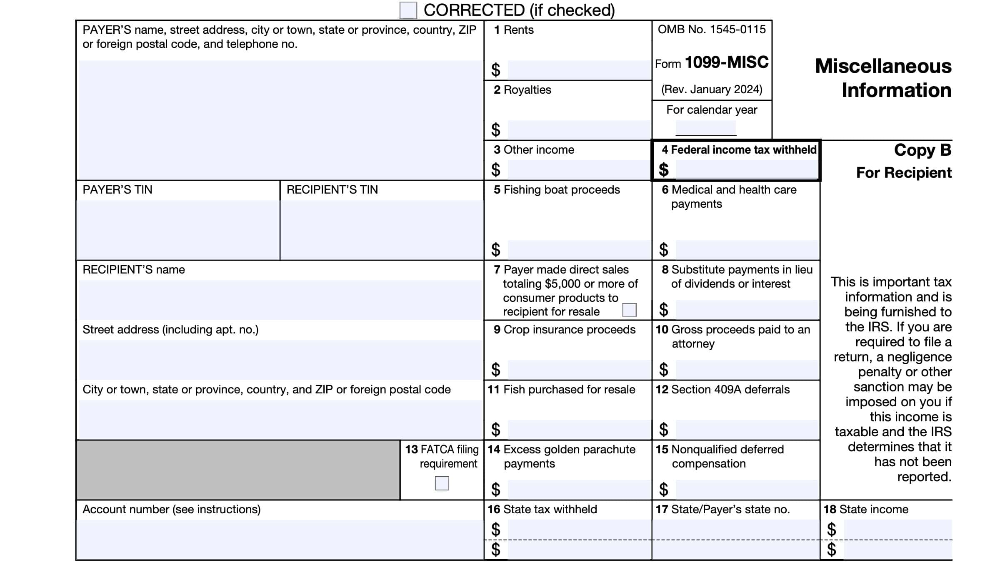 CORRECTED (if checked)
PAYER’S name, street address, city or town, state or province, country, ZIP
or foreign postal code, and telephone no.
1 Rents
$
2 Royalties
$
OMB No. 1545-0115
Form 1099-MISC
(Rev. January 2024)
For calendar year
Miscellaneous
Information
3 Other income
$
4 Federal income tax withheld
$
Copy B
For Recipient
PAYER’S TIN
RECIPIENT’S TIN
5 Fishing boat proceeds
$
6 Medical and health care
payments
$
RECIPIENT’S name
7 Payer made direct sales
totaling $5,000 or more of
consumer products to
recipient for resale
8 Substitute payments in lieu
of dividends or interest
$
This is important tax
information and is
being furnished to
the IRS. If you are
required to file a
return, a negligence
penalty or other
sanction may be
imposed on you if
this income is
taxable and the IRS
determines that it
has not been
reported.
Street address (including apt. no.)
9 Crop insurance proceeds
$
10 Gross proceeds paid to an
attorney
$
City or town, state or province, country, and ZIP or foreign postal code
11 Fish purchased for resale
$
12 Section 409A deferrals
$
13 FATCA filing
requirement
14 Excess golden parachute
payments
$
15 Nonqualified deferred
compensation
$
Account number (see instructions)
16 State tax withheld
$
$
17 State/Payer’s state no.
18 State income
$
$